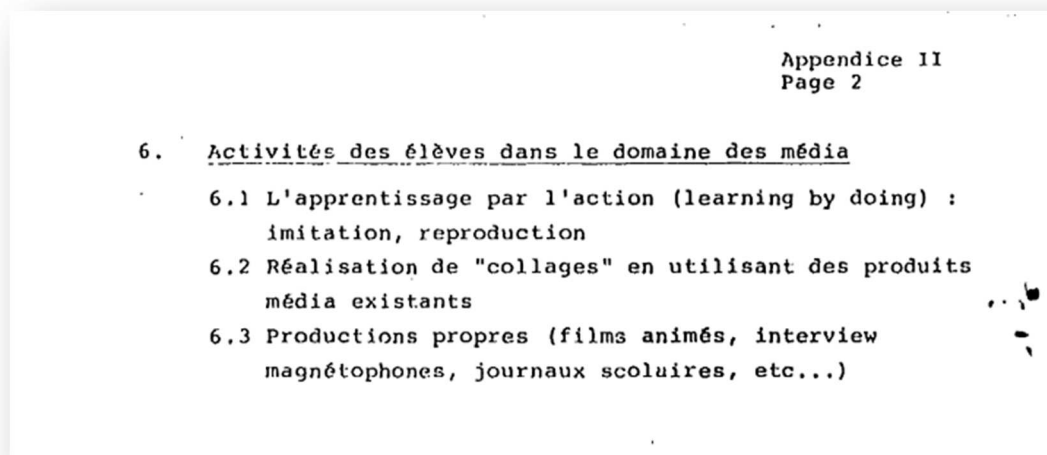 Appendice II
Page 2
6. Activités des élèves dans le domaine des média
6.1 L'apprentissage par l'action (learning by doing) :
imitation, reproduction
6.2 Réalisation de "collages" en utilisant des produits
média existants
6.3 Productions propres (films animés, interview
magnétophones, journaux scolaires, etc...)